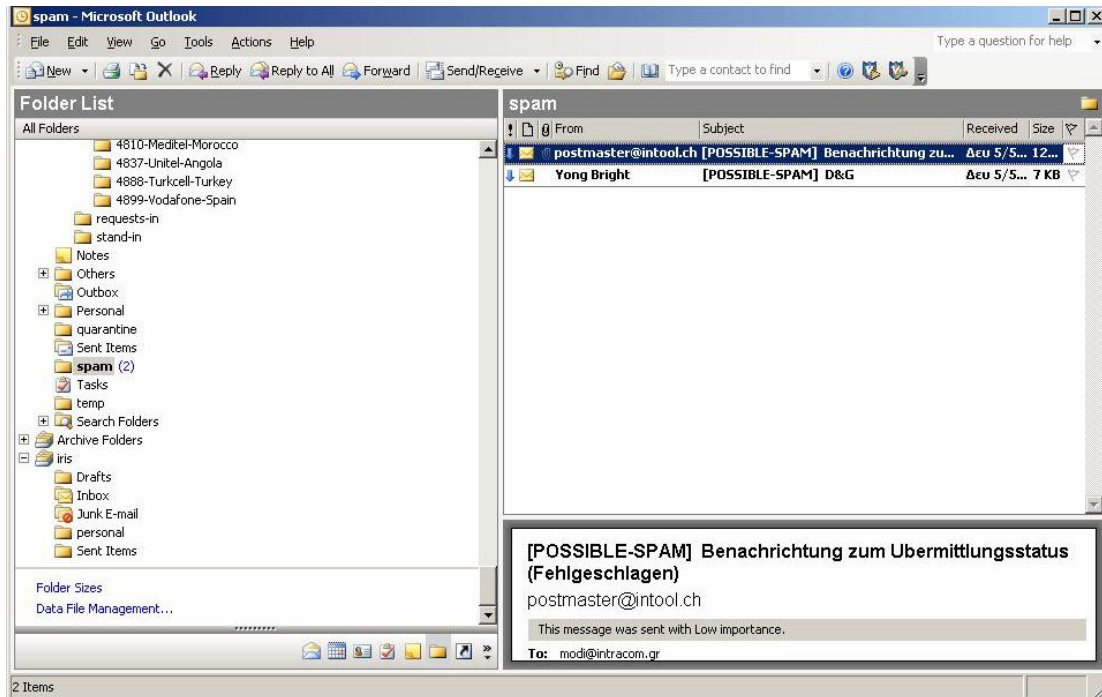 spam - Microsoft Outlook
File Edit View Go Tools Actions Help Type a question for help
New Reply Reply to All Forward Send/Receive Find Type a contact to find
Folder List
All Folders
4810-Meditel-Morocco
4837-Unitel-Angola
4888-Turkcell-Turkey
4899-Vodafone-Spain
requests-in
stand-in
Notes
Others
Outbox
Personal
quarantine
Sent Items
spam (2)
Tasks
temp
Search Folders
Archive Folders
iris
Drafts
Inbox
Junk E-mail
personal
Sent Items
Folder Sizes
Data File Management...
spam
From Subject Received Size
postmaster@intool.ch [POSSIBLE-SPAM] Benachrichtung zu... Δευ 5/5... 12...
Yong Bright [POSSIBLE-SPAM] D&G Δευ 5/5... 7 KB
[POSSIBLE-SPAM] Benachrichtung zum Ubermittlungsstatus
(Fehlgeschlagen)
postmaster@intool.ch
This message was sent with Low importance.
To: modi@intracom.gr
2 Items